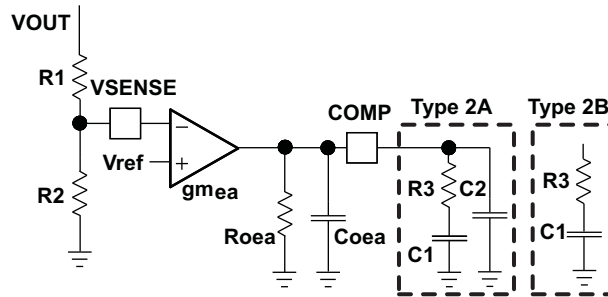 VOUT
R1
VSENSE
R2
Vref
gmea
Roea
Coea
COMP
Type 2A
R3
C2
C1
Type 2B
R3
C1